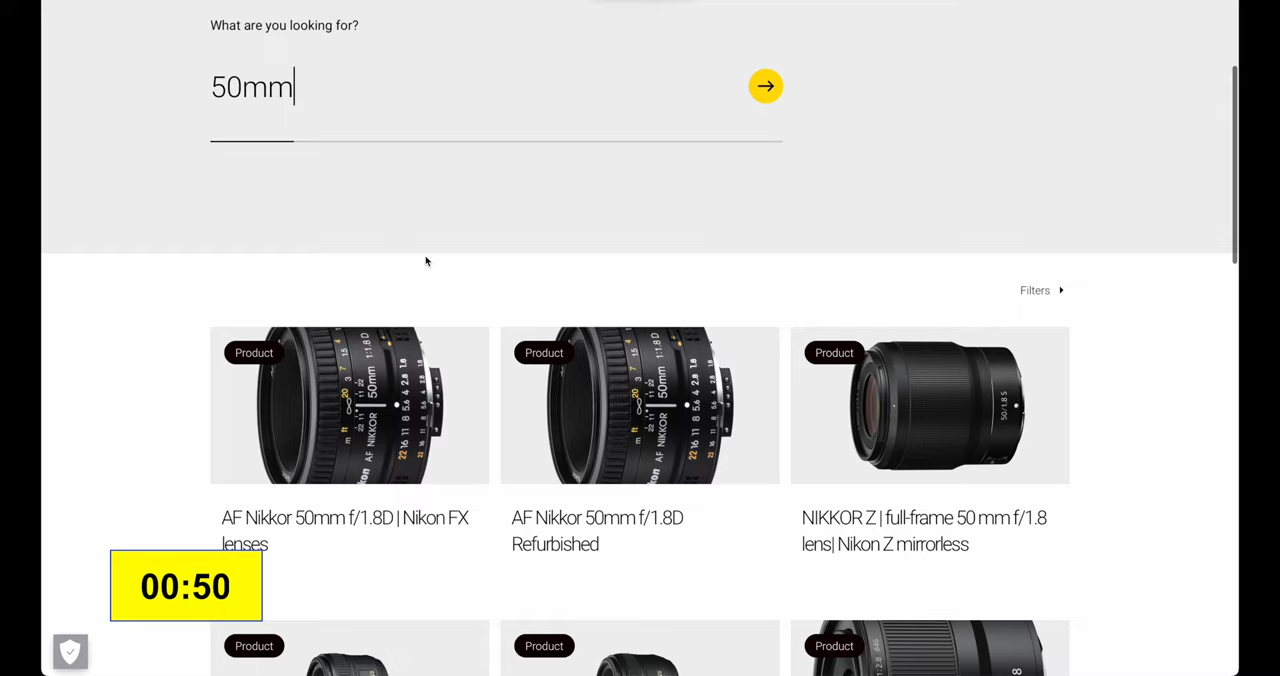 What are you looking for?
50mm
Filters
Product
Product
Product
AF Nikkor 50mm f/1.8D | Nikon FX
lenses
AF Nikkor 50mm f/1.8D
Refurbished
NIKKOR Z | full-frame 50 mm f/1.8
lens| Nikon Z mirrorless
00:50
Product
Product
Product